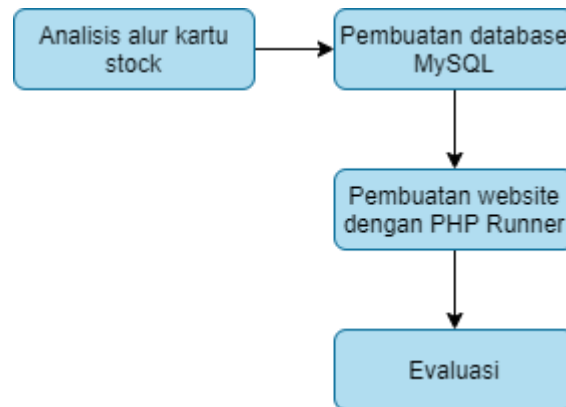 Analisis alur kartu
stock
Pembuatan database
MySQL
Pembuatan website
dengan PHP Runner
Evaluasi